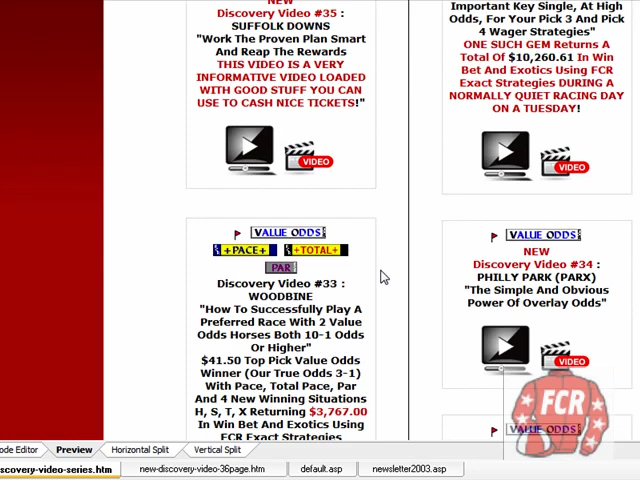 NEW
Discovery Video #35 :
SUFFOLK DOWNS
"Work The Proven Plan Smart
And Reap The Rewards
THIS VIDEO IS A VERY
INFORMATIVE VIDEO LOADED
WITH GOOD STUFF YOU CAN
USE TO CASH NICE TICKETS!"
VIDEO
VALUE ODDS
+PACE+ +TOTAL+
PAR
Discovery Video #33 :
WOODBINE
"How To Successfully Play A
Preferred Race With 2 Value
Odds Horses Both 10-1 Odds
Or Higher"
$41.50 Top Pick Value Odds
Winner (Our True Odds 3-1)
With Pace, Total Pace, Par
And 4 New Winning Situations
H, S, T, X Returning $3,767.00
In Win Bet And Exotics Using
FCR Exact Strategies
Important Key Single, At High
Odds, For Your Pick 3 And Pick
4 Wager Strategies"
ONE SUCH GEM Returns A
Total Of $10,260.61 In Win
Bet And Exotics Using FCR
Exact Strategies DURING A
NORMALLY QUIET RACING DAY
ON A TUESDAY!
VIDEO
VALUE ODDS
NEW
Discovery Video #34 :
PHILLY PARK (PARX)
"The Simple And Obvious
Power Of Overlay Odds"
VIDEO
FCR
VALUE ODDS
ode Editor Preview Horizontal Split Vertical Split
scovery-video-series.htm new-discovery-video-36page.htm default.asp newsletter2003.asp